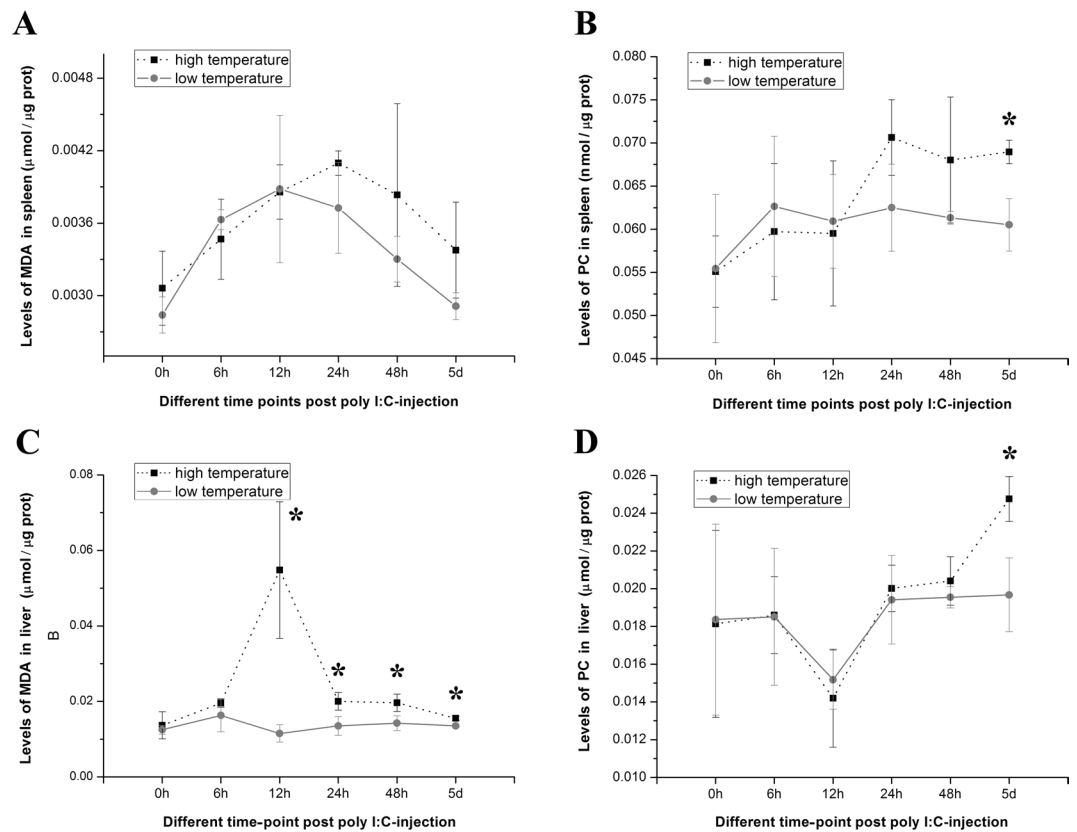 A
high temperature
low temperature
Levels of MDA in spleen (μmol / μg prot)
0.0048
0.0042
0.0036
0.0030
0h 6h 12h 24h 48h 5d
Different time points post poly I:C-injection
B
high temperature
low temperature
Levels of PC in spleen (nmol / μg prot)
0.080
0.075
0.070
0.065
0.060
0.055
0.050
0.045
*
0h 6h 12h 24h 48h 5d
Different time points post poly I:C-injection
C
high temperature
low temperature
Levels of MDA in liver (μmol / μg prot)
B
0.08
0.06
0.04
0.02
0.00
* * * *
0h 6h 12h 24h 48h 5d
Different time-point post poly I:C-injection
D
high temperature
low temperature
Levels of PC in liver (μmol / μg prot)
0.026
0.024
0.022
0.020
0.018
0.016
0.014
0.012
0.010
*
0h 6h 12h 24h 48h 5d
Different time-point post poly I:C-injection